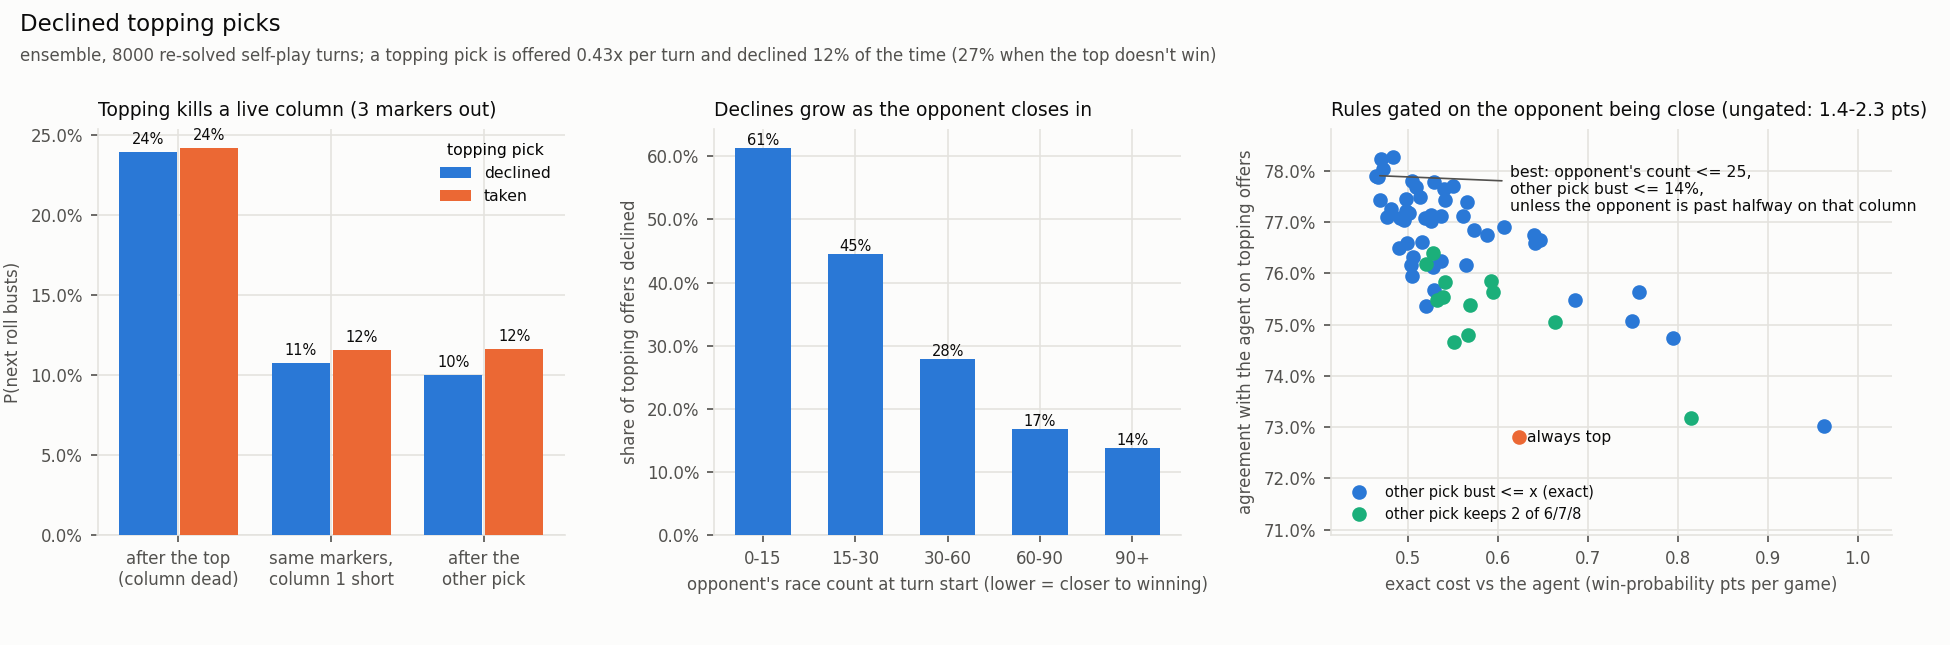 Declined topping picks
ensemble, 8000 re-solved self-play turns; a topping pick is offered 0.43x per turn and declined 12% of the time (27% when the top doesn't win)
Topping kills a live column (3 markers out)
P(next roll busts)
25.0%
20.0%
15.0%
10.0%
5.0%
0.0%
24%
24%
11%
12%
10%
12%
topping pick
declined
taken
after the top
(column dead)
same markers,
column 1 short
after the
other pick
Declines grow as the opponent closes in
share of topping offers declined
60.0%
50.0%
40.0%
30.0%
20.0%
10.0%
0.0%
61%
45%
28%
17%
14%
0-15
15-30
30-60
60-90
90+
opponent's race count at turn start (lower = closer to winning)
Rules gated on the opponent being close (ungated: 1.4-2.3 pts)
agreement with the agent on topping offers
78.0%
77.0%
76.0%
75.0%
74.0%
73.0%
72.0%
71.0%
best: opponent's count <= 25,
other pick bust <= 14%,
unless the opponent is past halfway on that column
always top
other pick bust <= x (exact)
other pick keeps 2 of 6/7/8
0.5
0.6
0.7
0.8
0.9
1.0
exact cost vs the agent (win-probability pts per game)